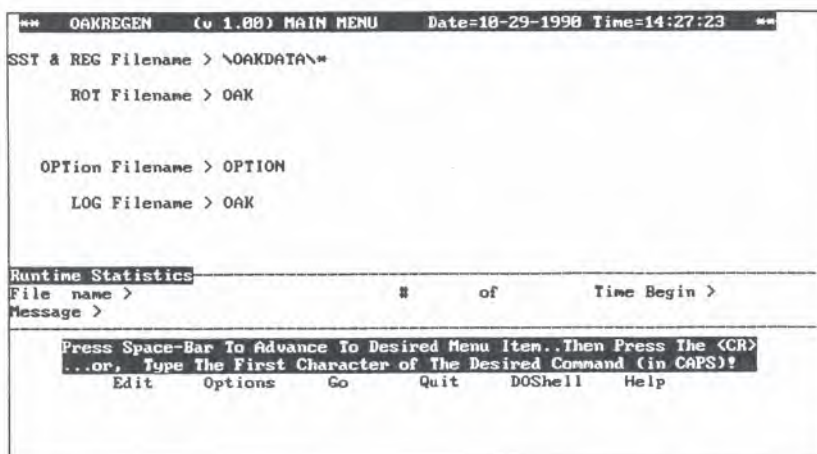 ** OAKREGEN (v 1.00) MAIN MENU Date=10-29-1990 Time=14:27:23 **
SST & REG Filename > \OAKDATA\*
ROT Filename > OAK
OPTion Filename > OPTION
LOG Filename > OAK
Runtime Statistics
File name > # of Time Begin >
Message >
Press Space-Bar To Advance To Desired Menu Item..Then Press The <CR>
...or, Type The First Character of The Desired Command (in CAPS)!
Edit Options Go Quit DOShell Help